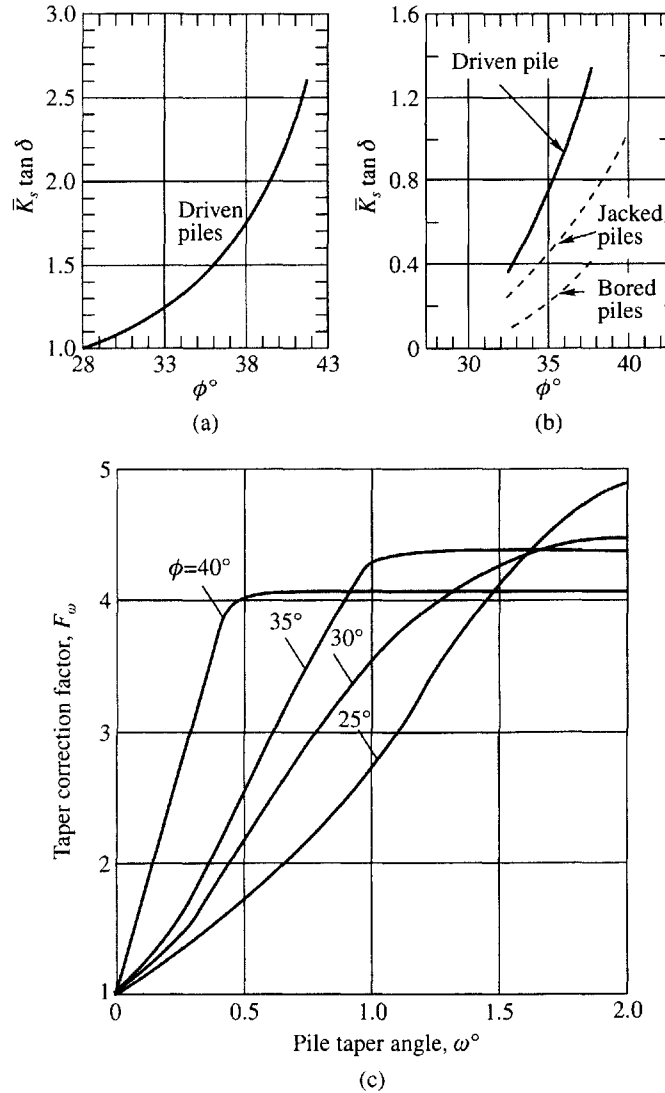 3.0
2.5
2.0
1.5
1.0
K̄s tan δ
Driven
piles
28
33
38
43
φ°
(a)
1.6
1.2
0.8
0.4
0
K̄s tan δ
Driven pile
Jacked
piles
Bored
piles
30
35
40
φ°
(b)
5
4
3
2
1
Taper correction factor, Fω
φ=40°
35°
30°
25°
0
0.5
1.0
1.5
2.0
Pile taper angle, ω°
(c)